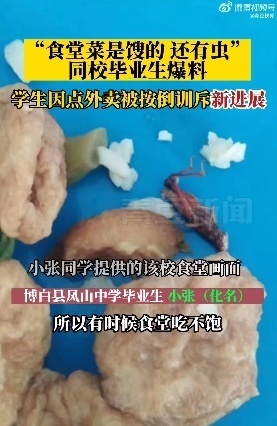 “食堂菜是馊的 还有虫”
同校毕业生爆料
学生因点外卖被按倒训斥新进展
小张同学提供的该校食堂画面
博白县凤山中学毕业生 小张（化名）
所以有时候食堂吃不饱